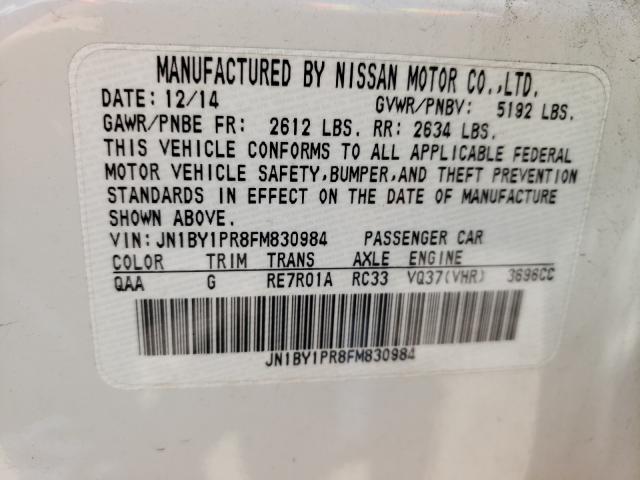 MANUFACTURED BY NISSAN MOTOR CO.,LTD.
DATE: 12/14 GVWR/PNBV: 5192 LBS.
GAWR/PNBE FR: 2612 LBS. RR: 2634 LBS.
THIS VEHICLE CONFORMS TO ALL APPLICABLE FEDERAL
MOTOR VEHICLE SAFETY,BUMPER,AND THEFT PREVENTION
STANDARDS IN EFFECT ON THE DATE OF MANUFACTURE
SHOWN ABOVE.
VIN:JN1BY1PR8FM830984 PASSENGER CAR
COLOR TRIM TRANS AXLE ENGINE
QAA G RE7R01A RC33 VQ37(VHR) 3696CC
JN1BY1PR8FM830984